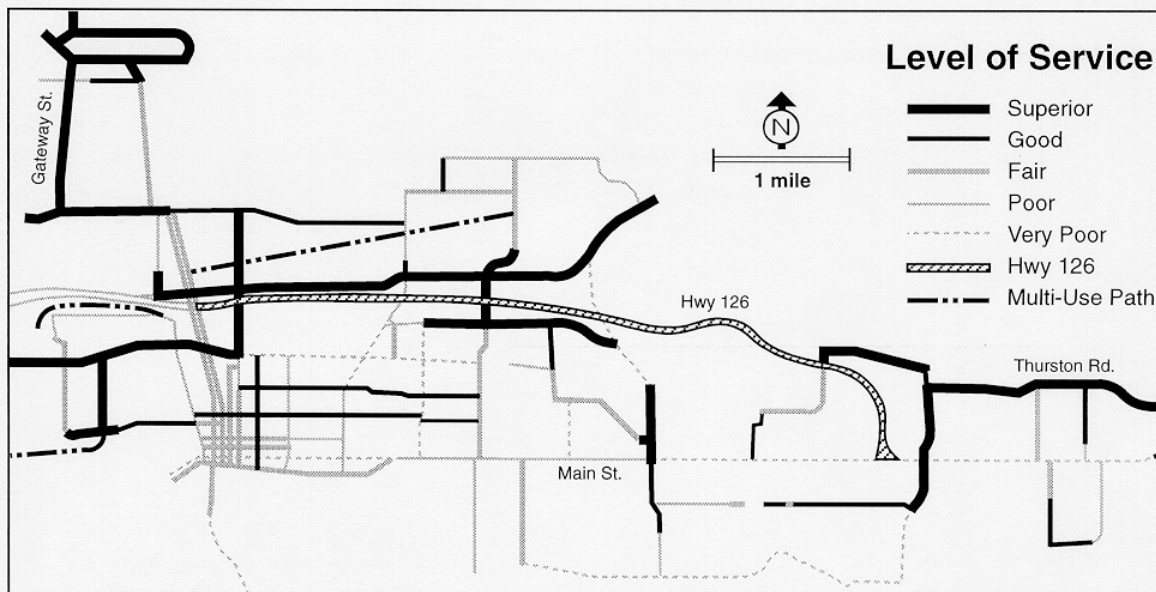 Level of Service
Gateway St.
N
1 mile
Superior
Good
Fair
Poor
Very Poor
Hwy 126
Multi-Use Path
Hwy 126
Thurston Rd.
Main St.